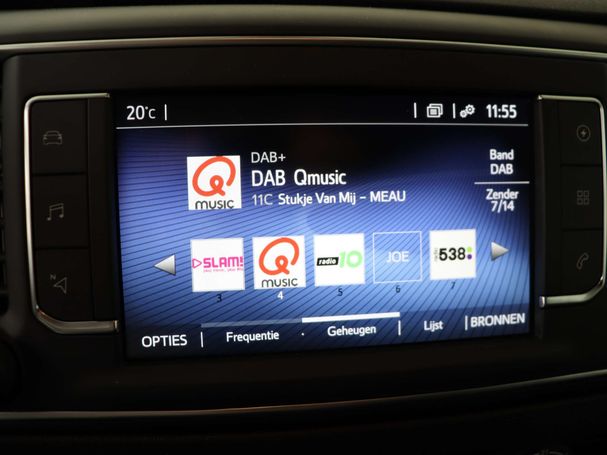 20°C
11:55
DAB+
DAB Qmusic
11C Stukje Van Mij - MEAU
Band
DAB
Zender
7/14
Q
MUSIC
SLAM!
Q
MUSIC
radio 10
JOE
538
3
4
5
6
7
OPTIES
Frequentie
Geheugen
Lijst
BRONNEN
N